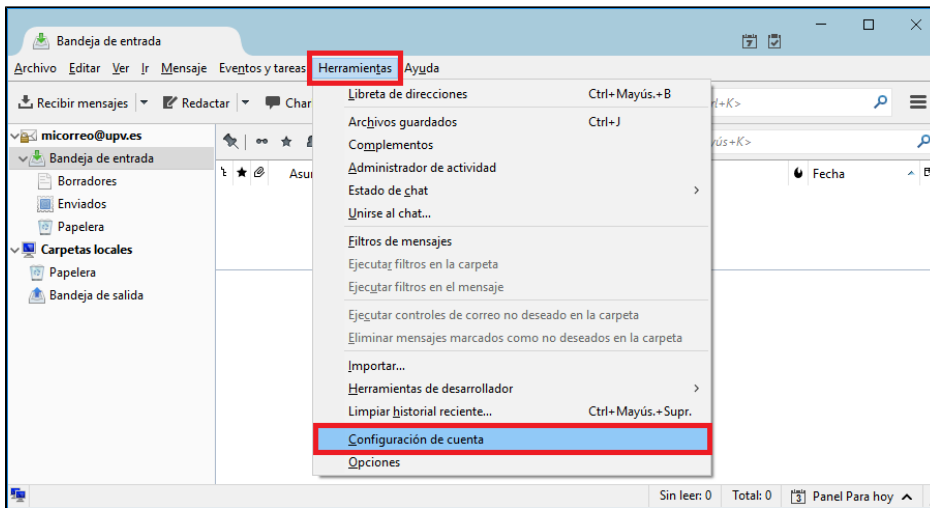 Bandeja de entrada
Archivo Editar Ver Ir Mensaje Eventos y tareas Herramientas Ayuda
Recibir mensajes Redactar Char
+K>
micorreo@upv.es
ús+K>
Bandeja de entrada
Borradores
Enviados
Papelera
Carpetas locales
Papelera
Bandeja de salida
Asu
Fecha
Libreta de direcciones Ctrl+Mayús.+B
Archivos guardados Ctrl+J
Complementos
Administrador de actividad
Estado de chat
Unirse al chat...
Filtros de mensajes
Ejecutar filtros en la carpeta
Ejecutar filtros en el mensaje
Ejecutar controles de correo no deseado en la carpeta
Eliminar mensajes marcados como no deseados en la carpeta
Importar...
Herramientas de desarrollador
Limpiar historial reciente... Ctrl+Mayús.+Supr.
Configuración de cuenta
Opciones
Sin leer: 0 Total: 0 3 Panel Para hoy